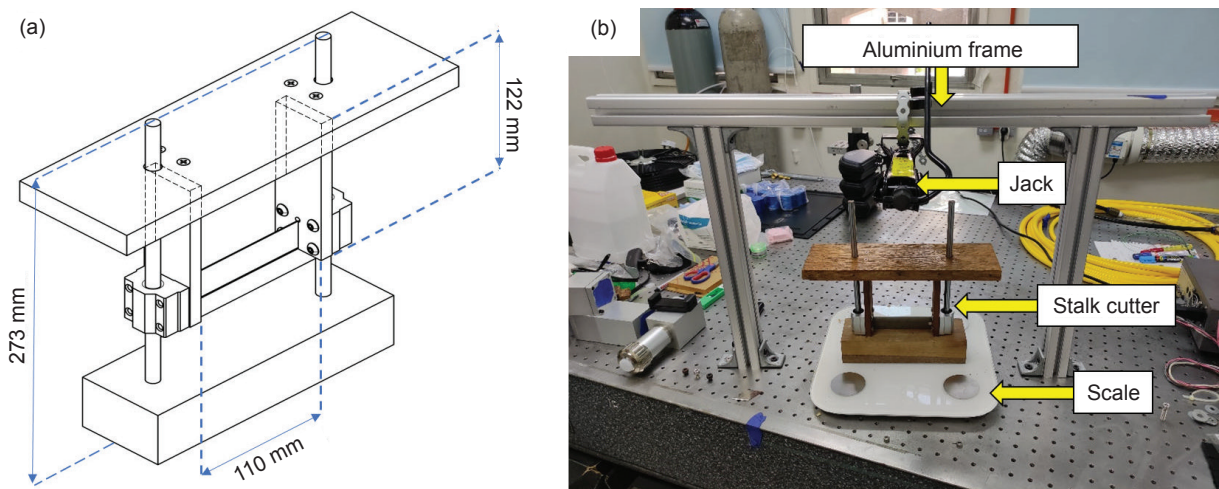 (a)
122 mm
273 mm
110 mm
(b)
Aluminium frame
Jack
Stalk cutter
Scale